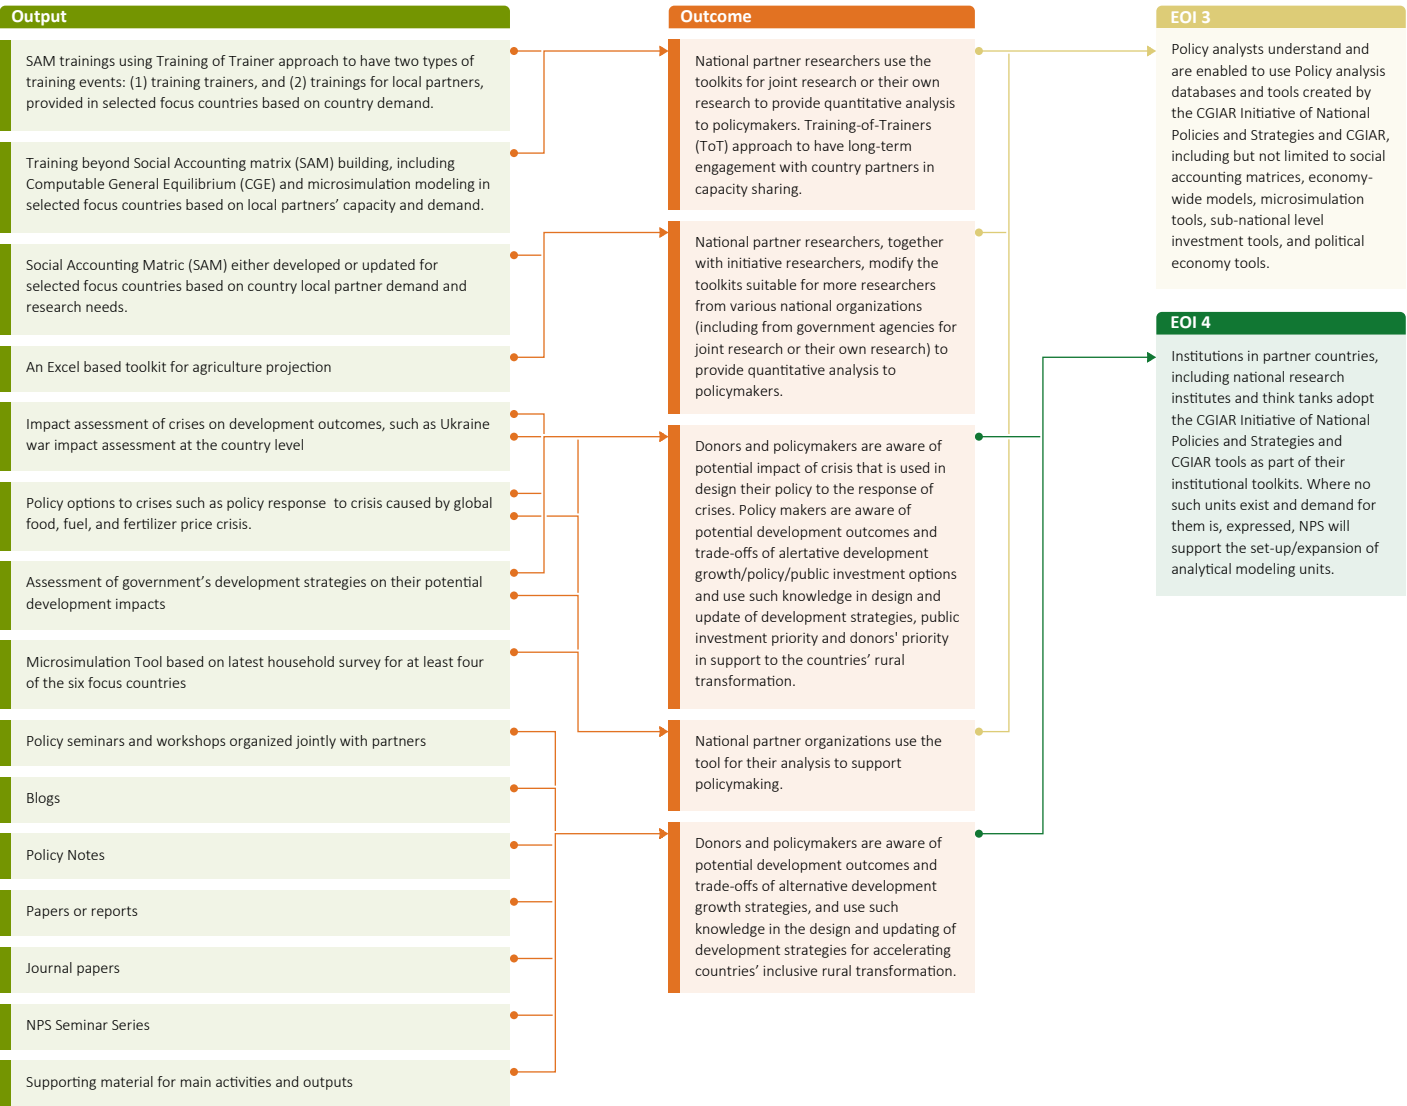 Output
SAM trainings using Training of Trainer approach to have two types of
training events: (1) training trainers, and (2) trainings for local partners,
provided in selected focus countries based on country demand.
Training beyond Social Accounting matrix (SAM) building, including
Computable General Equilibrium (CGE) and microsimulation modeling in
selected focus countries based on local partners’ capacity and demand.
Social Accounting Matric (SAM) either developed or updated for
selected focus countries based on country local partner demand and
research needs.
An Excel based toolkit for agriculture projection
Impact assessment of crises on development outcomes, such as Ukraine
war impact assessment at the country level
Policy options to crises such as policy response  to crisis caused by global
food, fuel, and fertilizer price crisis.
Assessment of government’s development strategies on their potential
development impacts
Microsimulation Tool based on latest household survey for at least four
of the six focus countries
Policy seminars and workshops organized jointly with partners
Blogs
Policy Notes
Papers or reports
Journal papers
NPS Seminar Series
Supporting material for main activities and outputs
Outcome
National partner researchers use the
toolkits for joint research or their own
research to provide quantitative analysis
to policymakers. Training-of-Trainers
(ToT) approach to have long-term
engagement with country partners in
capacity sharing.
National partner researchers, together
with initiative researchers, modify the
toolkits suitable for more researchers
from various national organizations
(including from government agencies for
joint research or their own research) to
provide quantitative analysis to
policymakers.
Donors and policymakers are aware of
potential impact of crisis that is used in
design their policy to the response of
crises. Policy makers are aware of
potential development outcomes and
trade-offs of alertative development
growth/policy/public investment options
and use such knowledge in design and
update of development strategies, public
investment priority and donors' priority
in support to the countries’ rural
transformation.
National partner organizations use the
tool for their analysis to support
policymaking.
Donors and policymakers are aware of
potential development outcomes and
trade-offs of alternative development
growth strategies, and use such
knowledge in the design and updating of
development strategies for accelerating
countries’ inclusive rural transformation.
EOI 3
Policy analysts understand and
are enabled to use Policy analysis
databases and tools created by
the CGIAR Initiative of National
Policies and Strategies and CGIAR,
including but not limited to social
accounting matrices, economy-
wide models, microsimulation
tools, sub-national level
investment tools, and political
economy tools.
EOI 4
Institutions in partner countries,
including national research
institutes and think tanks adopt
the CGIAR Initiative of National
Policies and Strategies and
CGIAR tools as part of their
institutional toolkits. Where no
such units exist and demand for
them is, expressed, NPS will
support the set-up/expansion of
analytical modeling units.